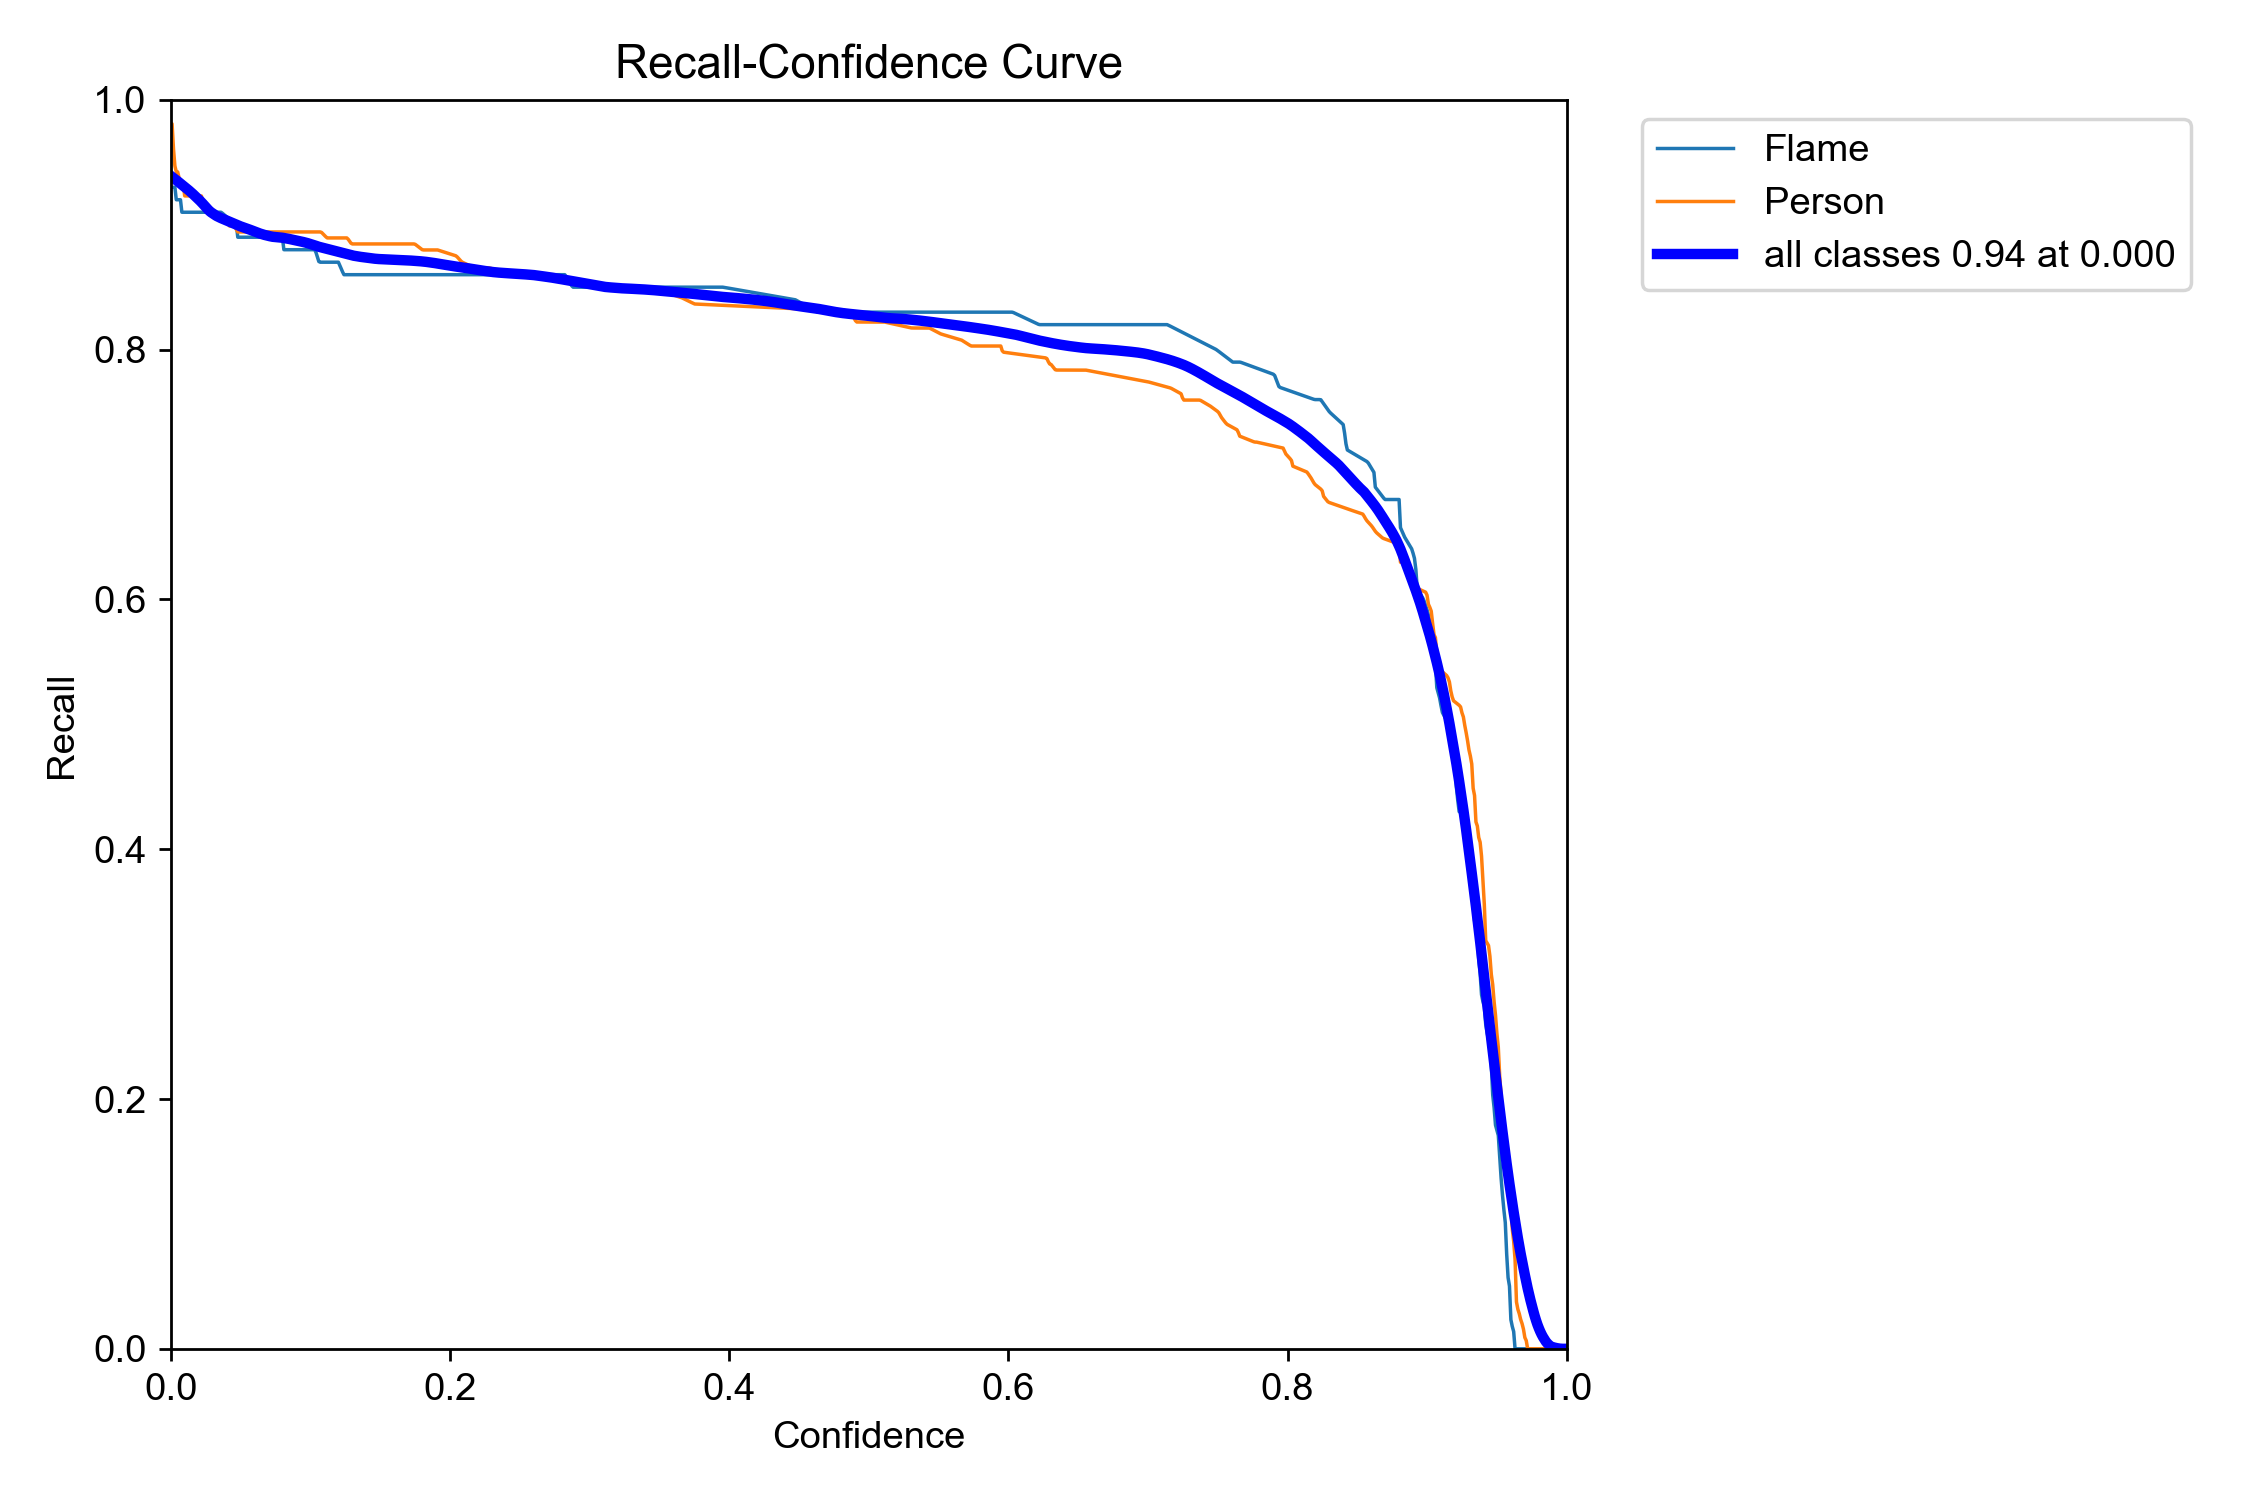 Recall-Confidence Curve
1.0
0.8
0.6
0.4
0.2
0.0
Recall
0.0 0.2 0.4 0.6 0.8 1.0
Confidence
Flame
Person
all classes 0.94 at 0.000